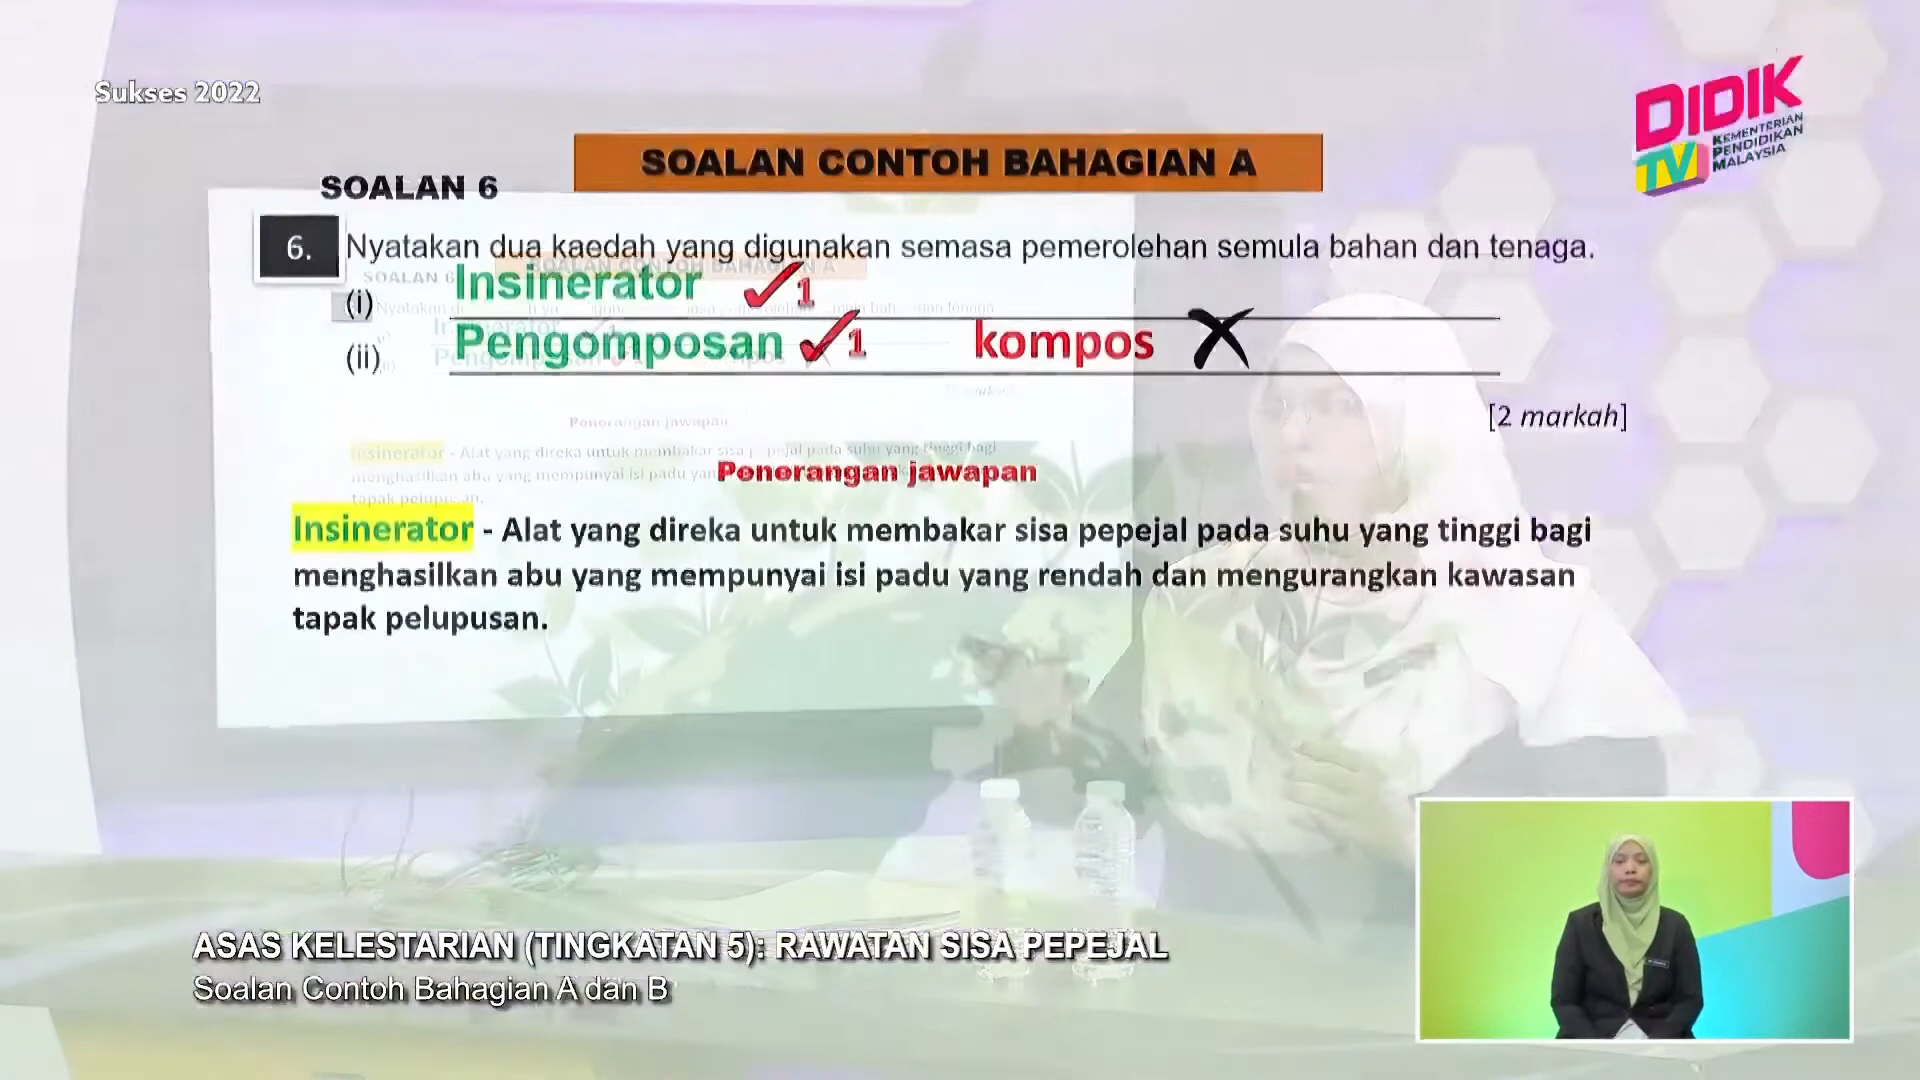 Sukses 2022
DIDIK
TV
KEMENTERIAN
PENDIDIKAN
MALAYSIA
SOALAN CONTOH BAHAGIAN A
SOALAN 6
6. Nyatakan dua kaedah yang digunakan semasa pemerolehan semula bahan dan tenaga.
(i) Insinerator 1
(ii) Pengomposan 1 kompos
[2 markah]
Penerangan jawapan
Insinerator - Alat yang direka untuk membakar sisa pepejal pada suhu yang tinggi bagi
menghasilkan abu yang mempunyai isi padu yang rendah dan mengurangkan kawasan
tapak pelupusan.
ASAS KELESTARIAN (TINGKATAN 5): RAWATAN SISA PEPEJAL
Soalan Contoh Bahagian A dan B